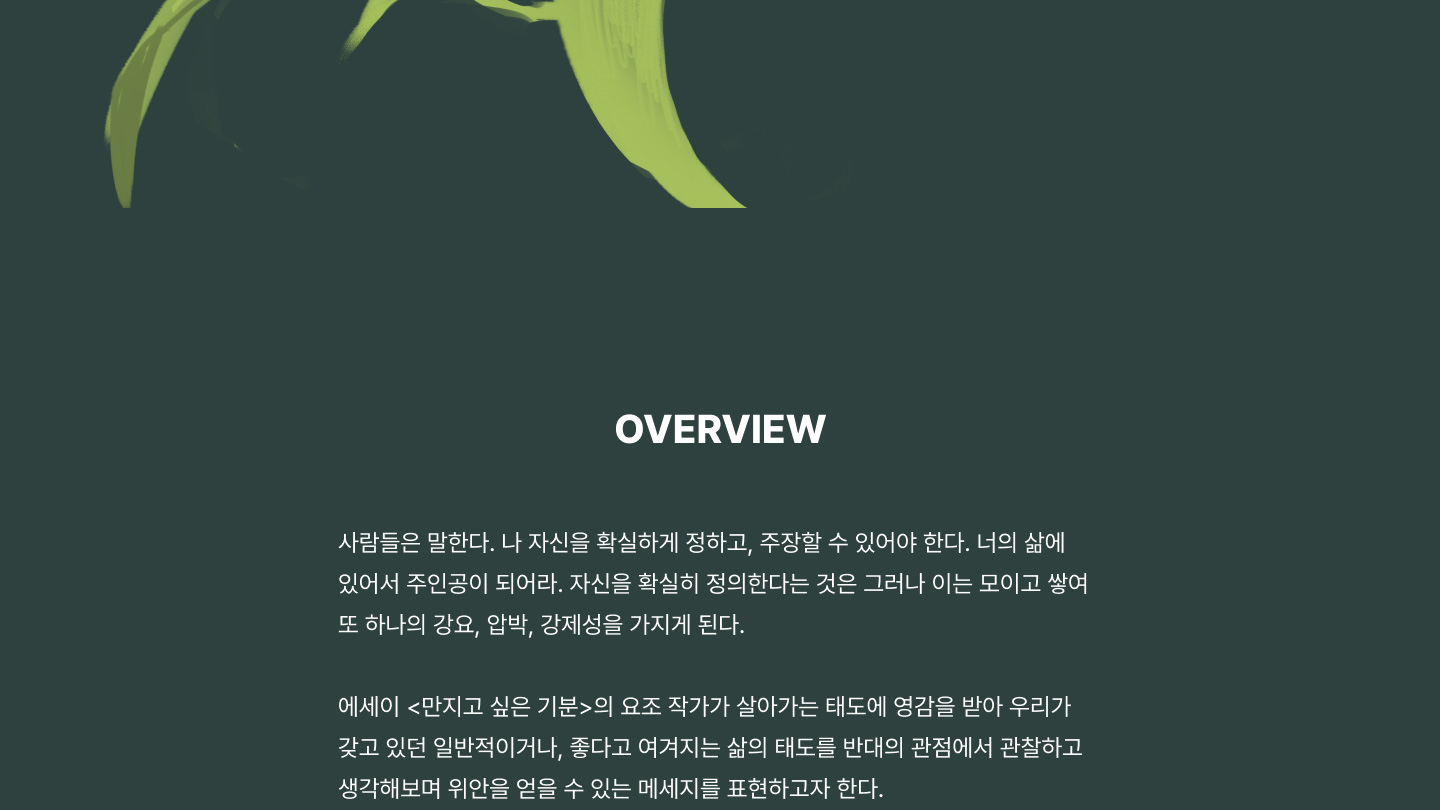 OVERVIEW
사람들은 말한다. 나 자신을 확실하게 정하고, 주장할 수 있어야 한다. 너의 삶에
있어서 주인공이 되어라. 자신을 확실히 정의한다는 것은 그러나 이는 모이고 쌓여
또 하나의 강요, 압박, 강제성을 가지게 된다.
에세이 <만지고 싶은 기분>의 요조 작가가 살아가는 태도에 영감을 받아 우리가
갖고 있던 일반적이거나, 좋다고 여겨지는 삶의 태도를 반대의 관점에서 관찰하고
생각해보며 위안을 얻을 수 있는 메세지를 표현하고자 한다.